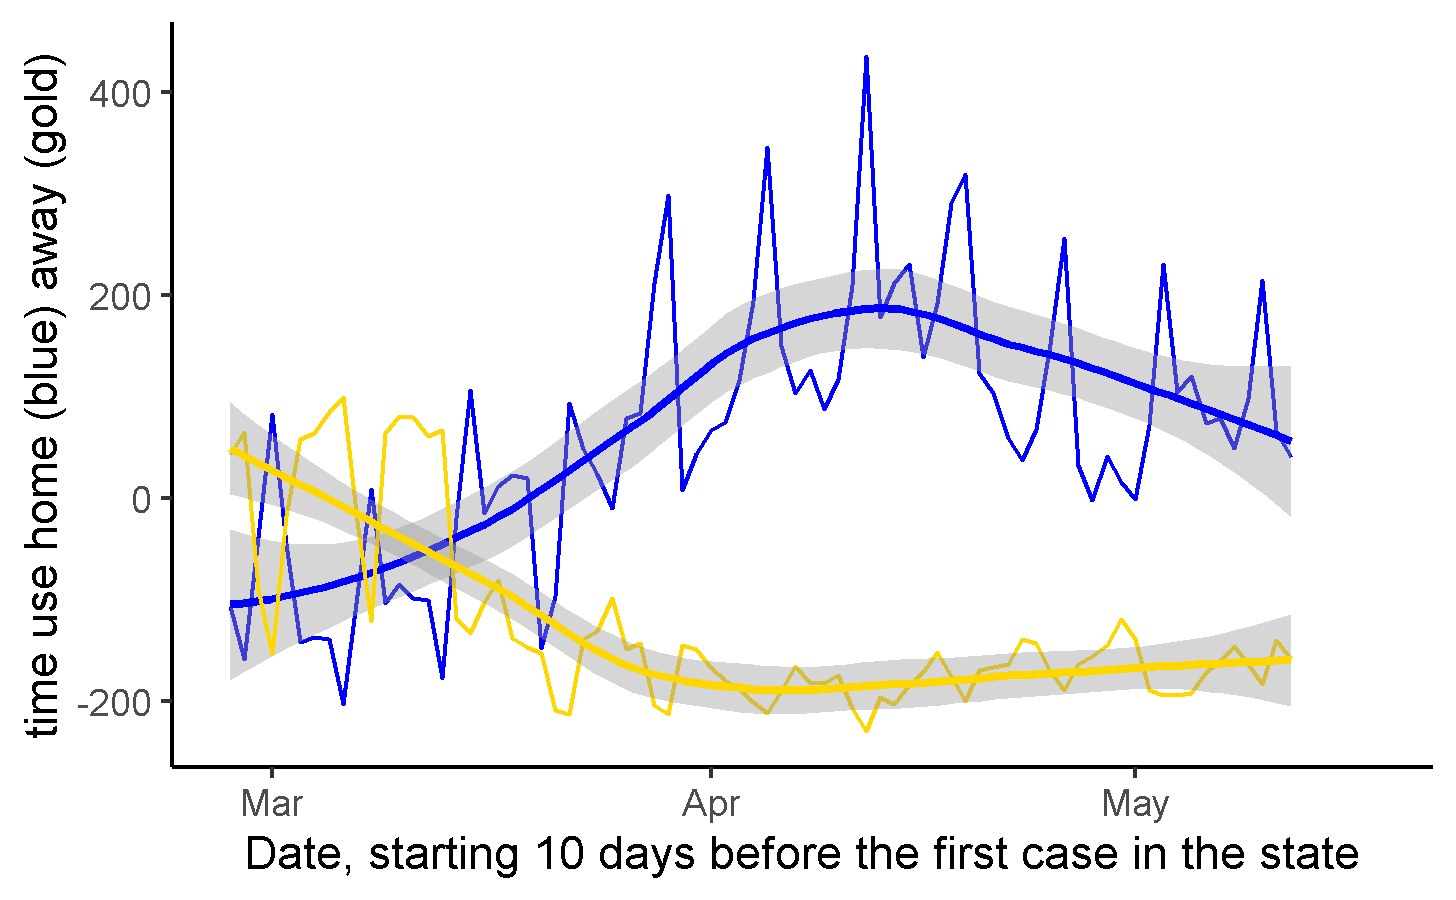 time use home (blue) away (gold)
400
200
0
-200
Mar
Apr
May
Date, starting 10 days before the first case in the state